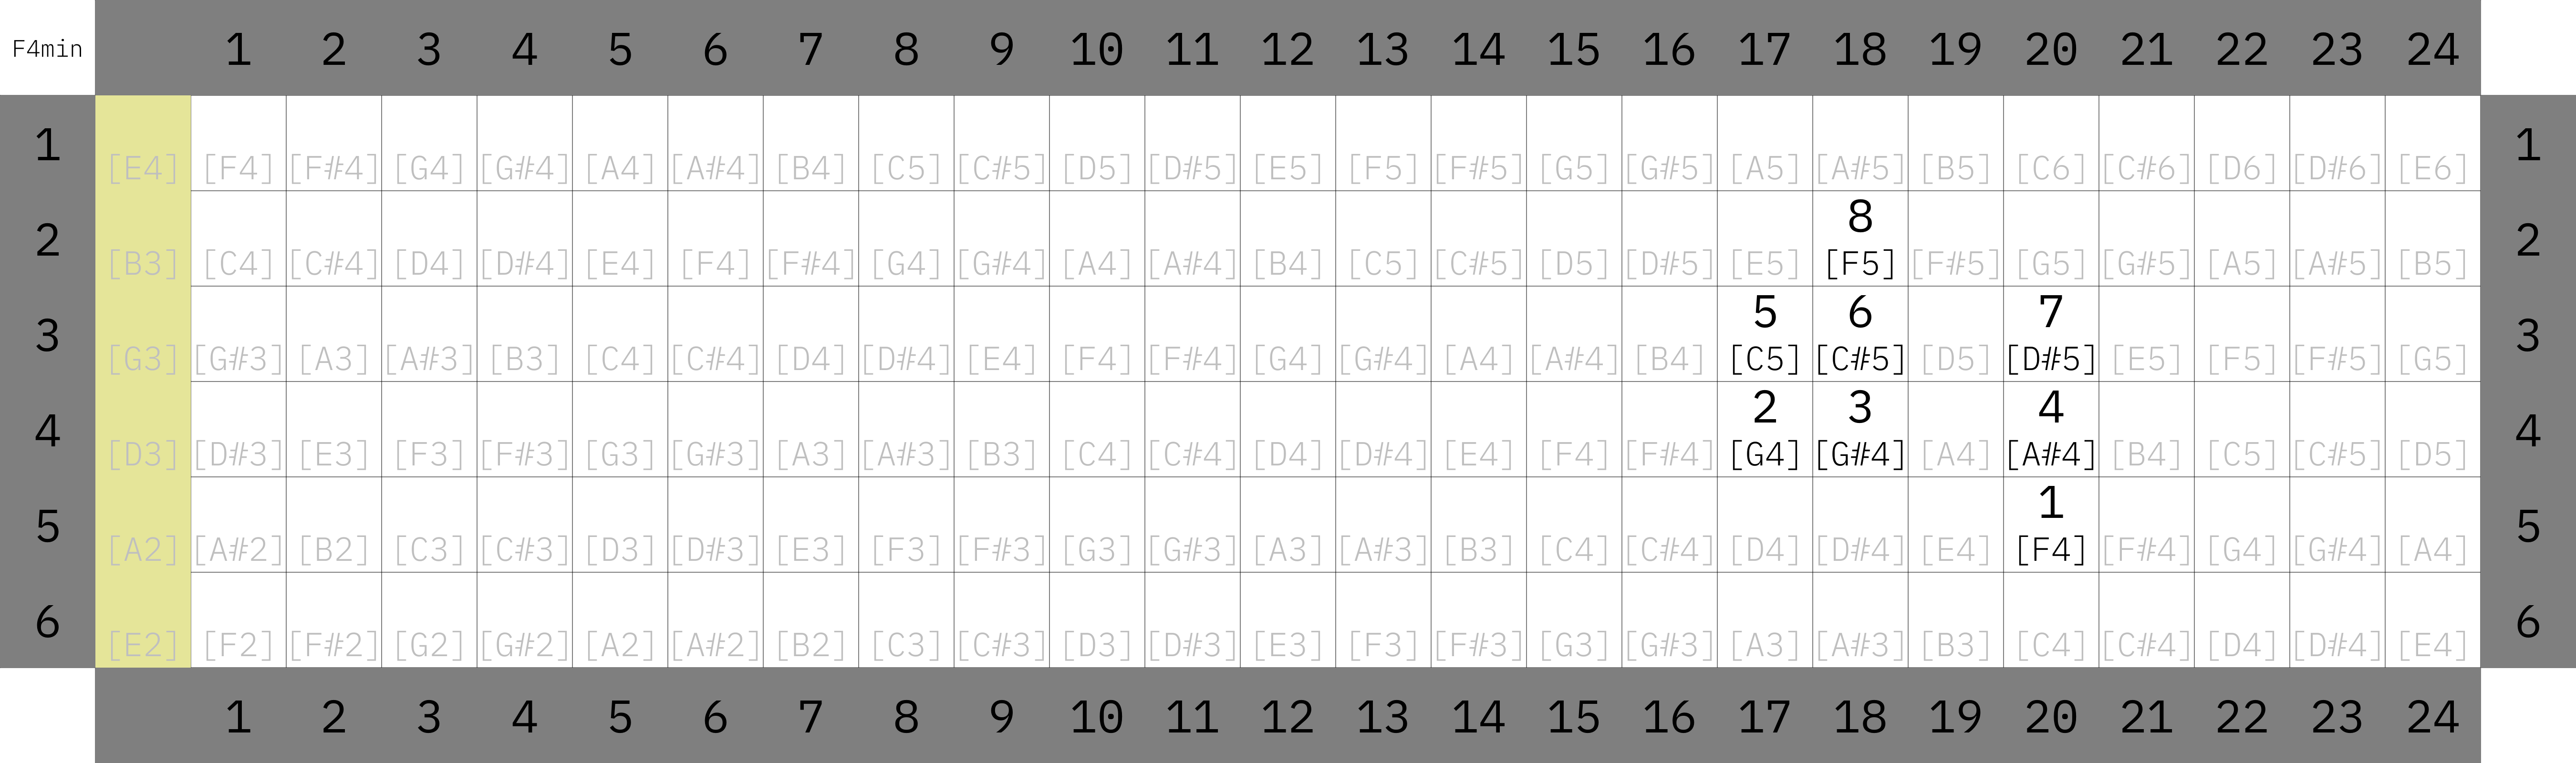 F4min 1 2 3 4 5 6 7 8 9 10 11 12 13 14 15 16 17 18 19 20 21 22 23 24
1 [E4] [F4] [F#4] [G4] [G#4] [A4] [A#4] [B4] [C5] [C#5] [D5] [D#5] [E5] [F5] [F#5] [G5] [G#5] [A5] [A#5] [B5] [C6] [C#6] [D6] [D#6] [E6] 1
8
2 [B3] [C4] [C#4] [D4] [D#4] [E4] [F4] [F#4] [G4] [G#4] [A4] [A#4] [B4] [C5] [C#5] [D5] [D#5] [E5] [F5] [F#5] [G5] [G#5] [A5] [A#5] [B5] 2
5 6 7
3 [G3] [G#3] [A3] [A#3] [B3] [C4] [C#4] [D4] [D#4] [E4] [F4] [F#4] [G4] [G#4] [A4] [A#4] [B4] [C5] [C#5] [D5] [D#5] [E5] [F5] [F#5] [G5] 3
2 3 4
4 [D3] [D#3] [E3] [F3] [F#3] [G3] [G#3] [A3] [A#3] [B3] [C4] [C#4] [D4] [D#4] [E4] [F4] [F#4] [G4] [G#4] [A4] [A#4] [B4] [C5] [C#5] [D5] 4
1
5 [A2] [A#2] [B2] [C3] [C#3] [D3] [D#3] [E3] [F3] [F#3] [G3] [G#3] [A3] [A#3] [B3] [C4] [C#4] [D4] [D#4] [E4] [F4] [F#4] [G4] [G#4] [A4] 5
6 [E2] [F2] [F#2] [G2] [G#2] [A2] [A#2] [B2] [C3] [C#3] [D3] [D#3] [E3] [F3] [F#3] [G3] [G#3] [A3] [A#3] [B3] [C4] [C#4] [D4] [D#4] [E4] 6
1 2 3 4 5 6 7 8 9 10 11 12 13 14 15 16 17 18 19 20 21 22 23 24